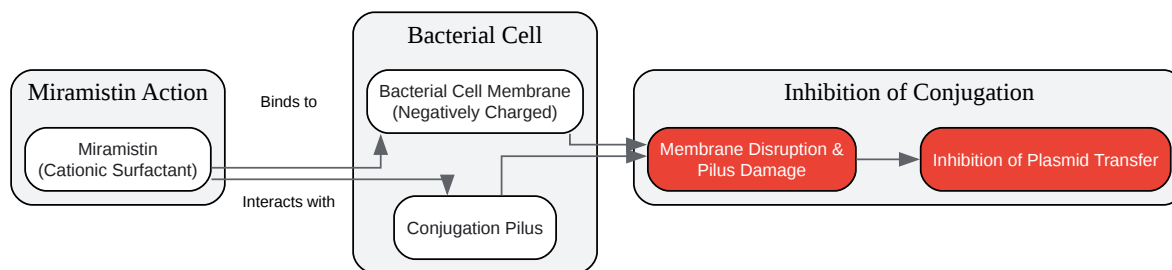 Miramistin Action
Miramistin
(Cationic Surfactant)
Binds to
Interacts with
Bacterial Cell
Bacterial Cell Membrane
(Negatively Charged)
Conjugation Pilus
Inhibition of Conjugation
Membrane Disruption &
Pilus Damage
Inhibition of Plasmid Transfer